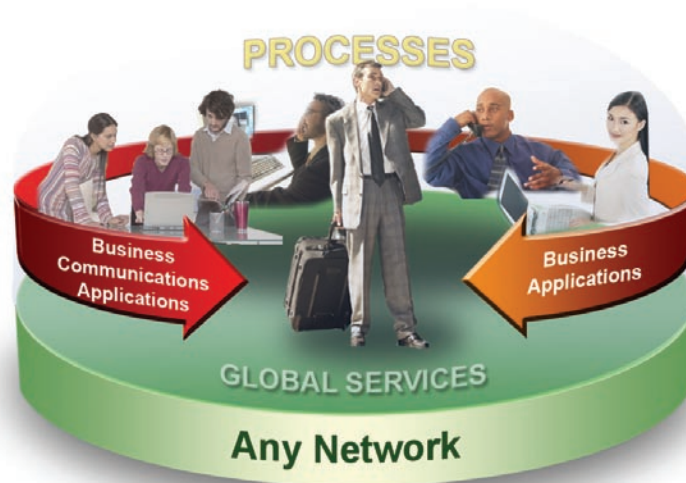 PROCESSES
Business
Communications
Applications
Business
Applications
GLOBAL SERVICES
Any Network